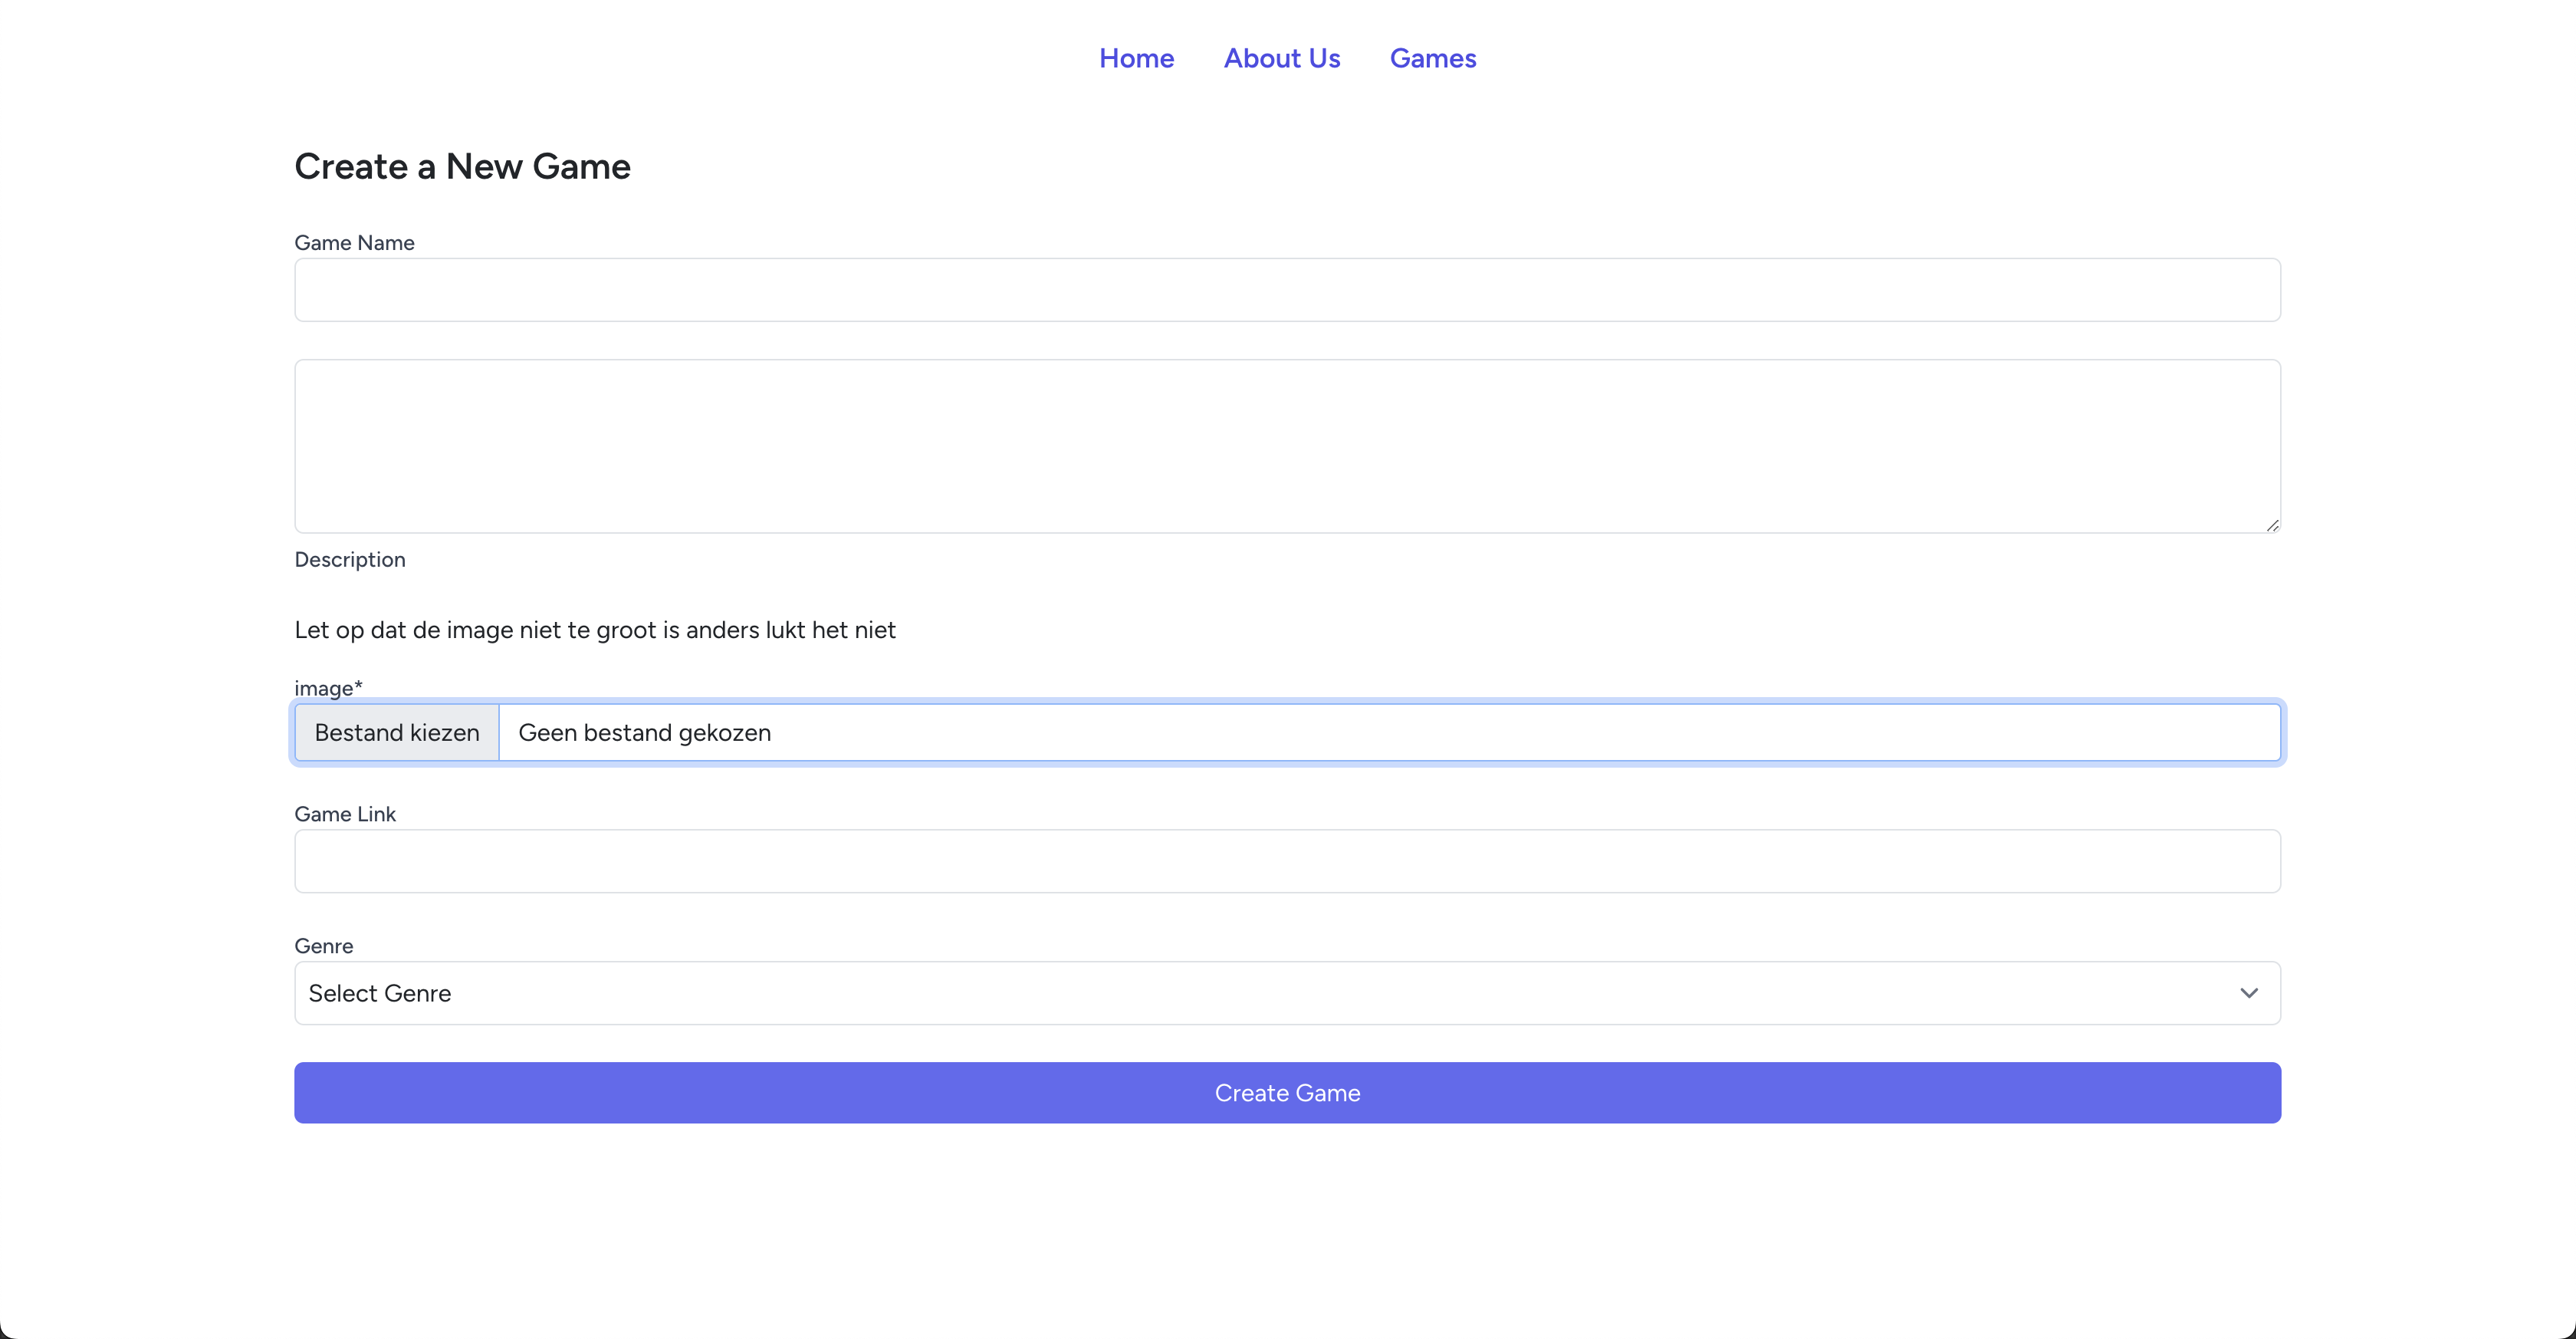 Home About Us Games
Create a New Game
Game Name
Description
Let op dat de image niet te groot is anders lukt het niet
image*
Bestand kiezen Geen bestand gekozen
Game Link
Genre
Select Genre
Create Game